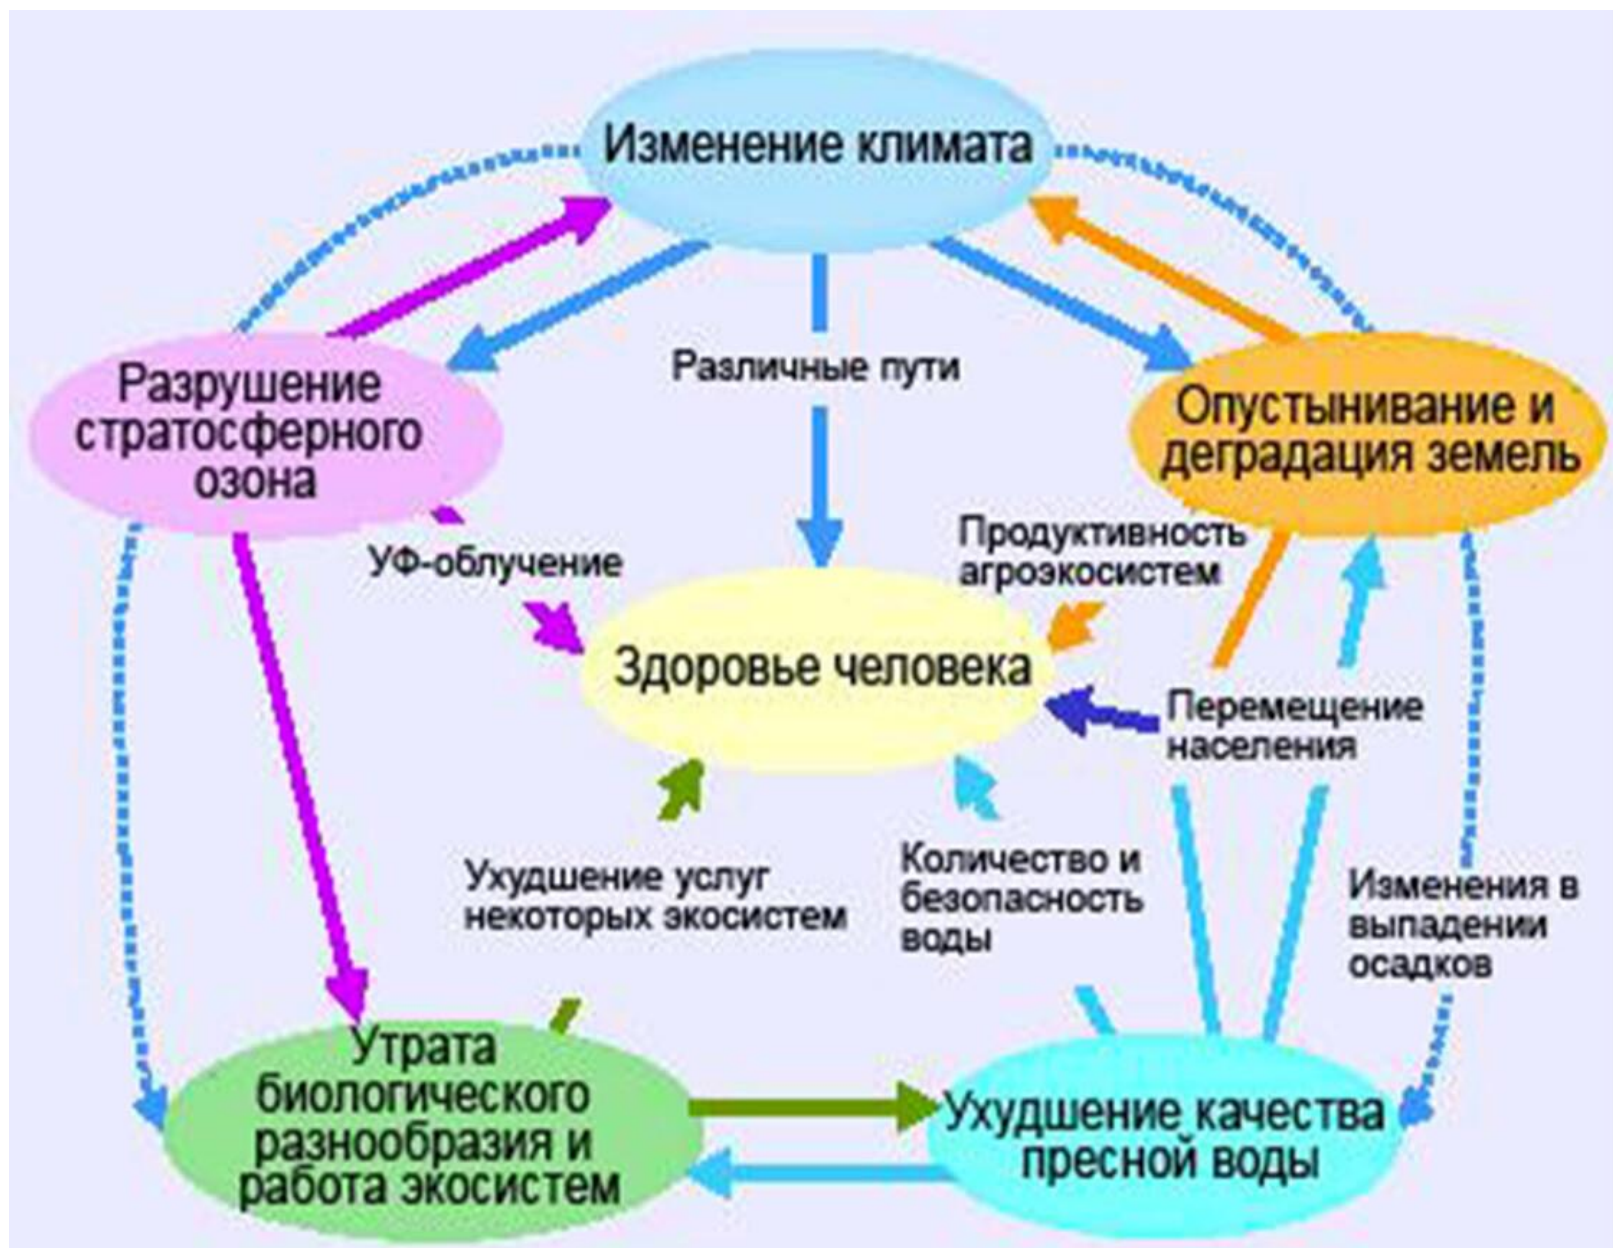 Изменение климата
Различные пути
Разрушение
стратосферного
озона
Опустынивание и
деградация земель
УФ-облучение
Продуктивность
агроэкосистем
Здоровье человека
Перемещение
населения
Ухудшение услуг
некоторых экосистем
Количество и
безопасность
воды
Изменения в
выпадении
осадков
Утрата
биологического
разнообразия и
работа экосистем
Ухудшение качества
пресной воды